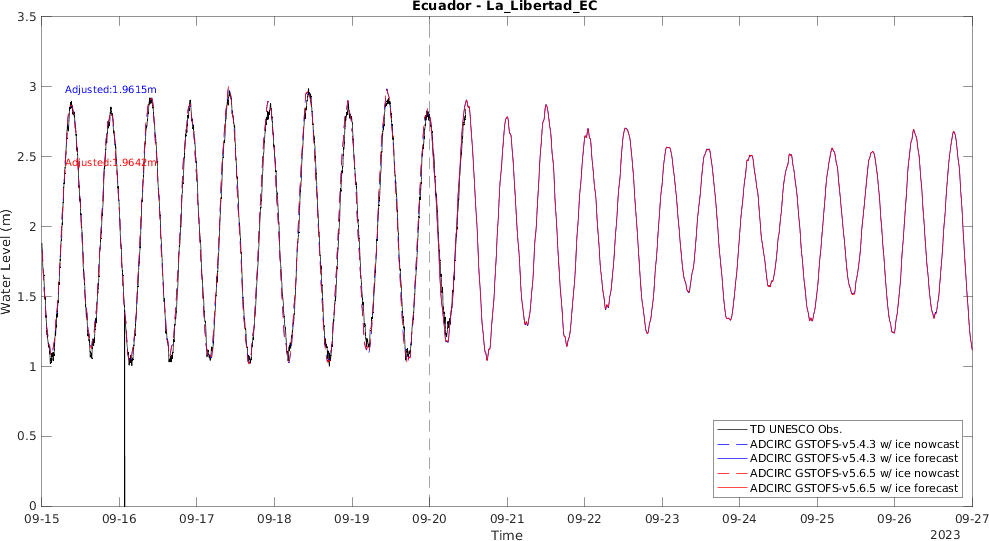 Ecuador - La_Libertad_EC
3.5
3
2.5
2
1.5
1
0.5
0
Water Level (m)
Adjusted:1.9615m
Adjusted:1.9642m
TD UNESCO Obs.
ADCIRC GSTOFS-v5.4.3 w/ ice nowcast
ADCIRC GSTOFS-v5.4.3 w/ ice forecast
ADCIRC GSTOFS-v5.6.5 w/ ice nowcast
ADCIRC GSTOFS-v5.6.5 w/ ice forecast
09-15 09-16 09-17 09-18 09-19 09-20 09-21 09-22 09-23 09-24 09-25 09-26 09-27
Time
2023